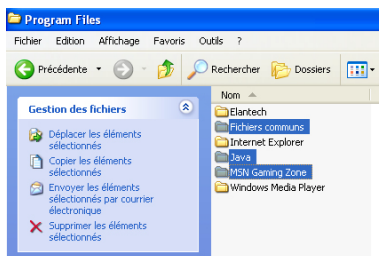 Program Files
Fichier Edition Affichage Favoris Outils ?
Précédente Rechercher Dossiers
Nom
Gestion des fichiers
Déplacer les éléments
sélectionnés
Copier les éléments
sélectionnés
Envoyer les éléments
sélectionnés par courrier
électronique
Supprimer les éléments
sélectionnés
Elantech
Fichiers communs
Internet Explorer
Java
MSN Gaming Zone
Windows Media Player